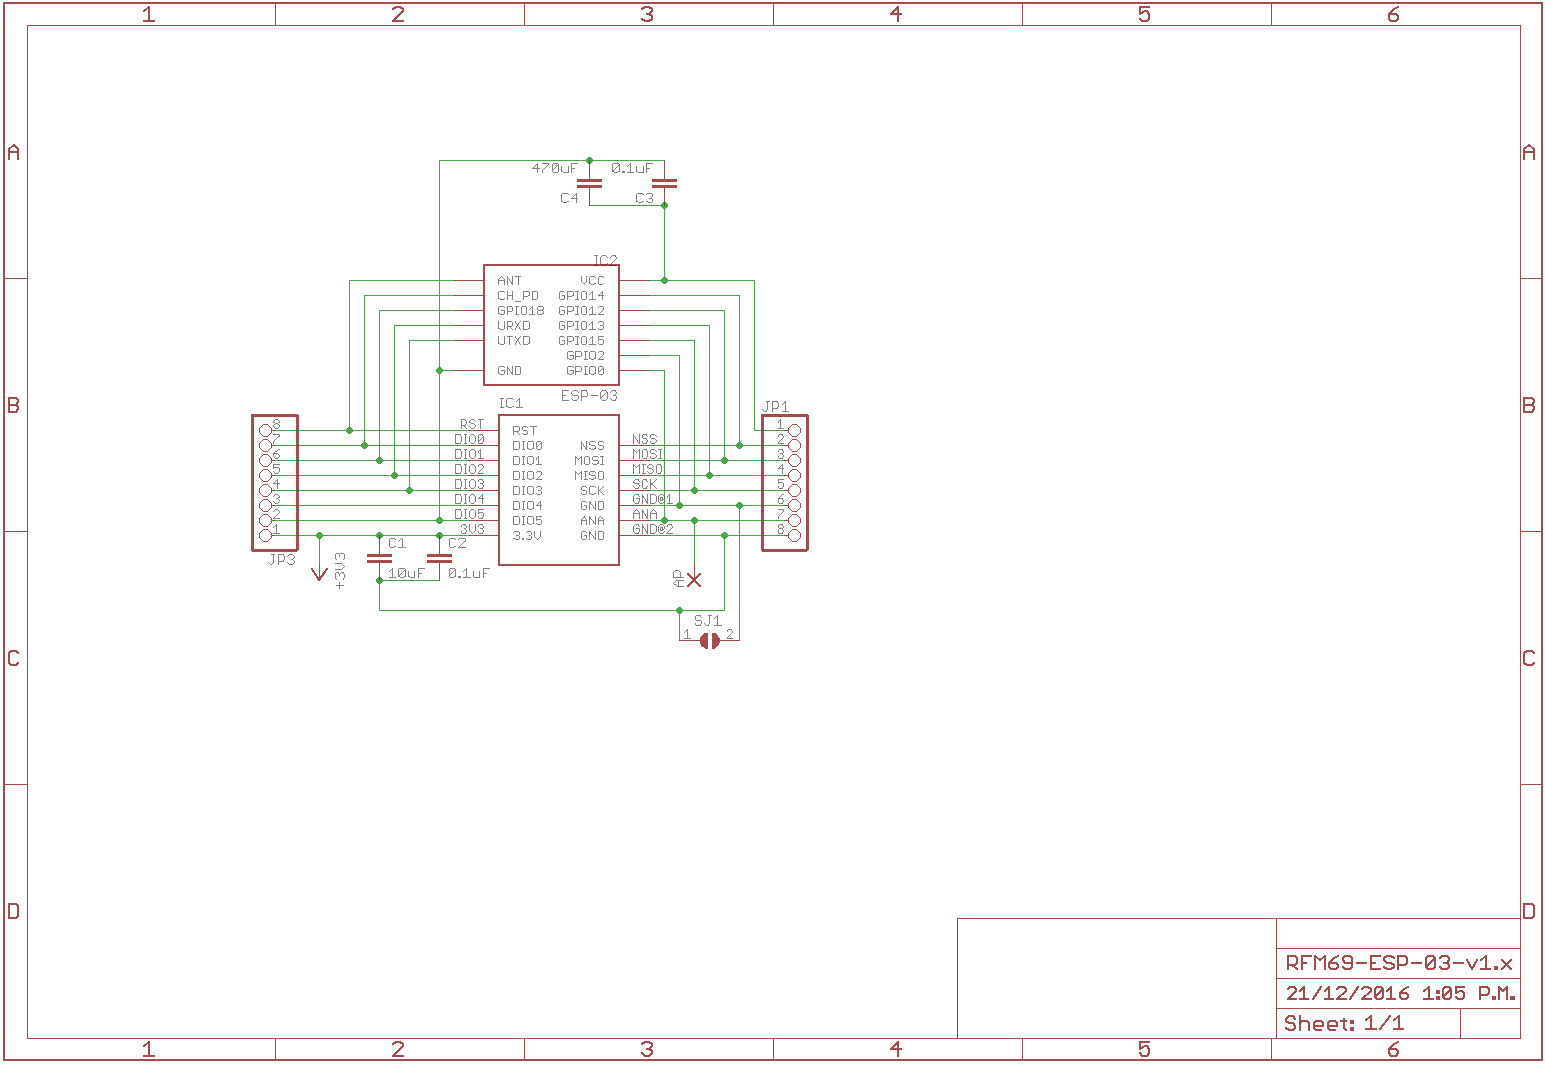 1 2 3 4 5 6
A A
470uF 0.1uF
C4 C3
IC2
ANT VCC
CH_PD GPIO14
GPIO18 GPIO12
URXD GPIO13
UTXD GPIO15
GPIO2
GND GPIO0
ESP-03
B B
IC1 JP1
8 RST RST 1
7 DIO0 DIO0 NSS NSS 2
6 DIO1 DIO1 MOSI MOSI 3
5 DIO2 DIO2 MISO MISO 4
4 DIO3 DIO3 SCK SCK 5
3 DIO4 DIO4 GND GND@1 6
2 DIO5 DIO5 ANA ANA 7
1 3V3 3.3V GND GND@2 8
C1 C2
JP3
+3V3
10uF 0.1uF
AP
SJ1
1 2
C C
D D
RFM69-ESP-03-v1.x
21/12/2016 1:05 P.M.
Sheet: 1/1
1 2 3 4 5 6